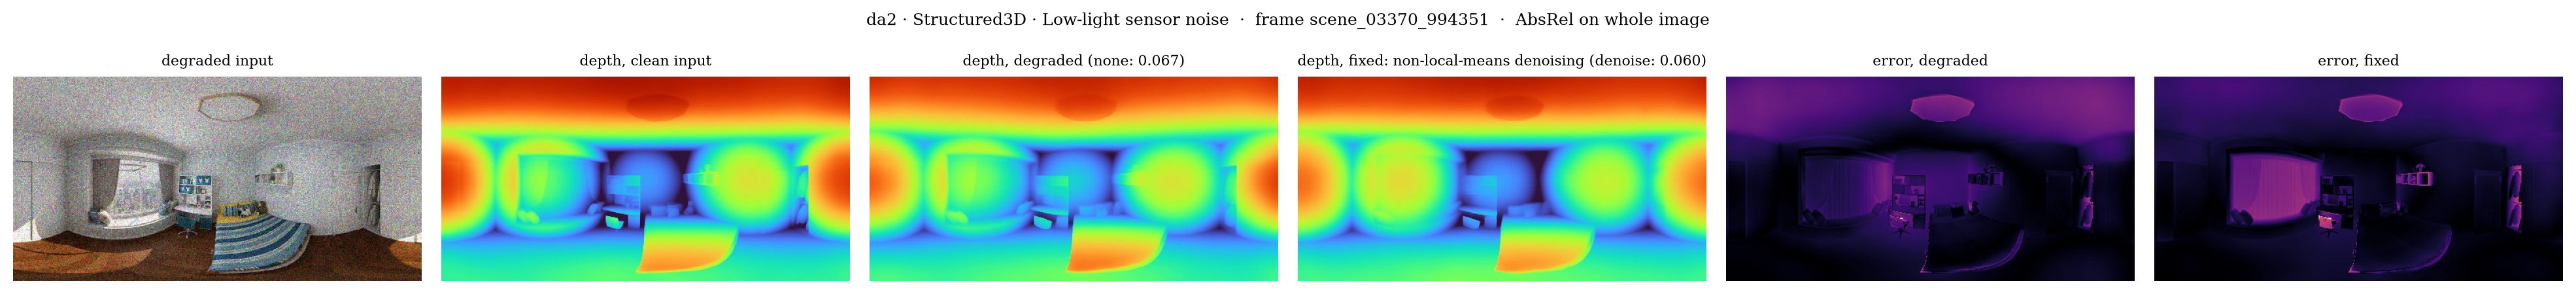 da2 · Structured3D · Low-light sensor noise · frame scene_03370_994351 · AbsRel on whole image
degraded input
depth, clean input
depth, degraded (none: 0.067)
depth, fixed: non-local-means denoising (denoise: 0.060)
error, degraded
error, fixed